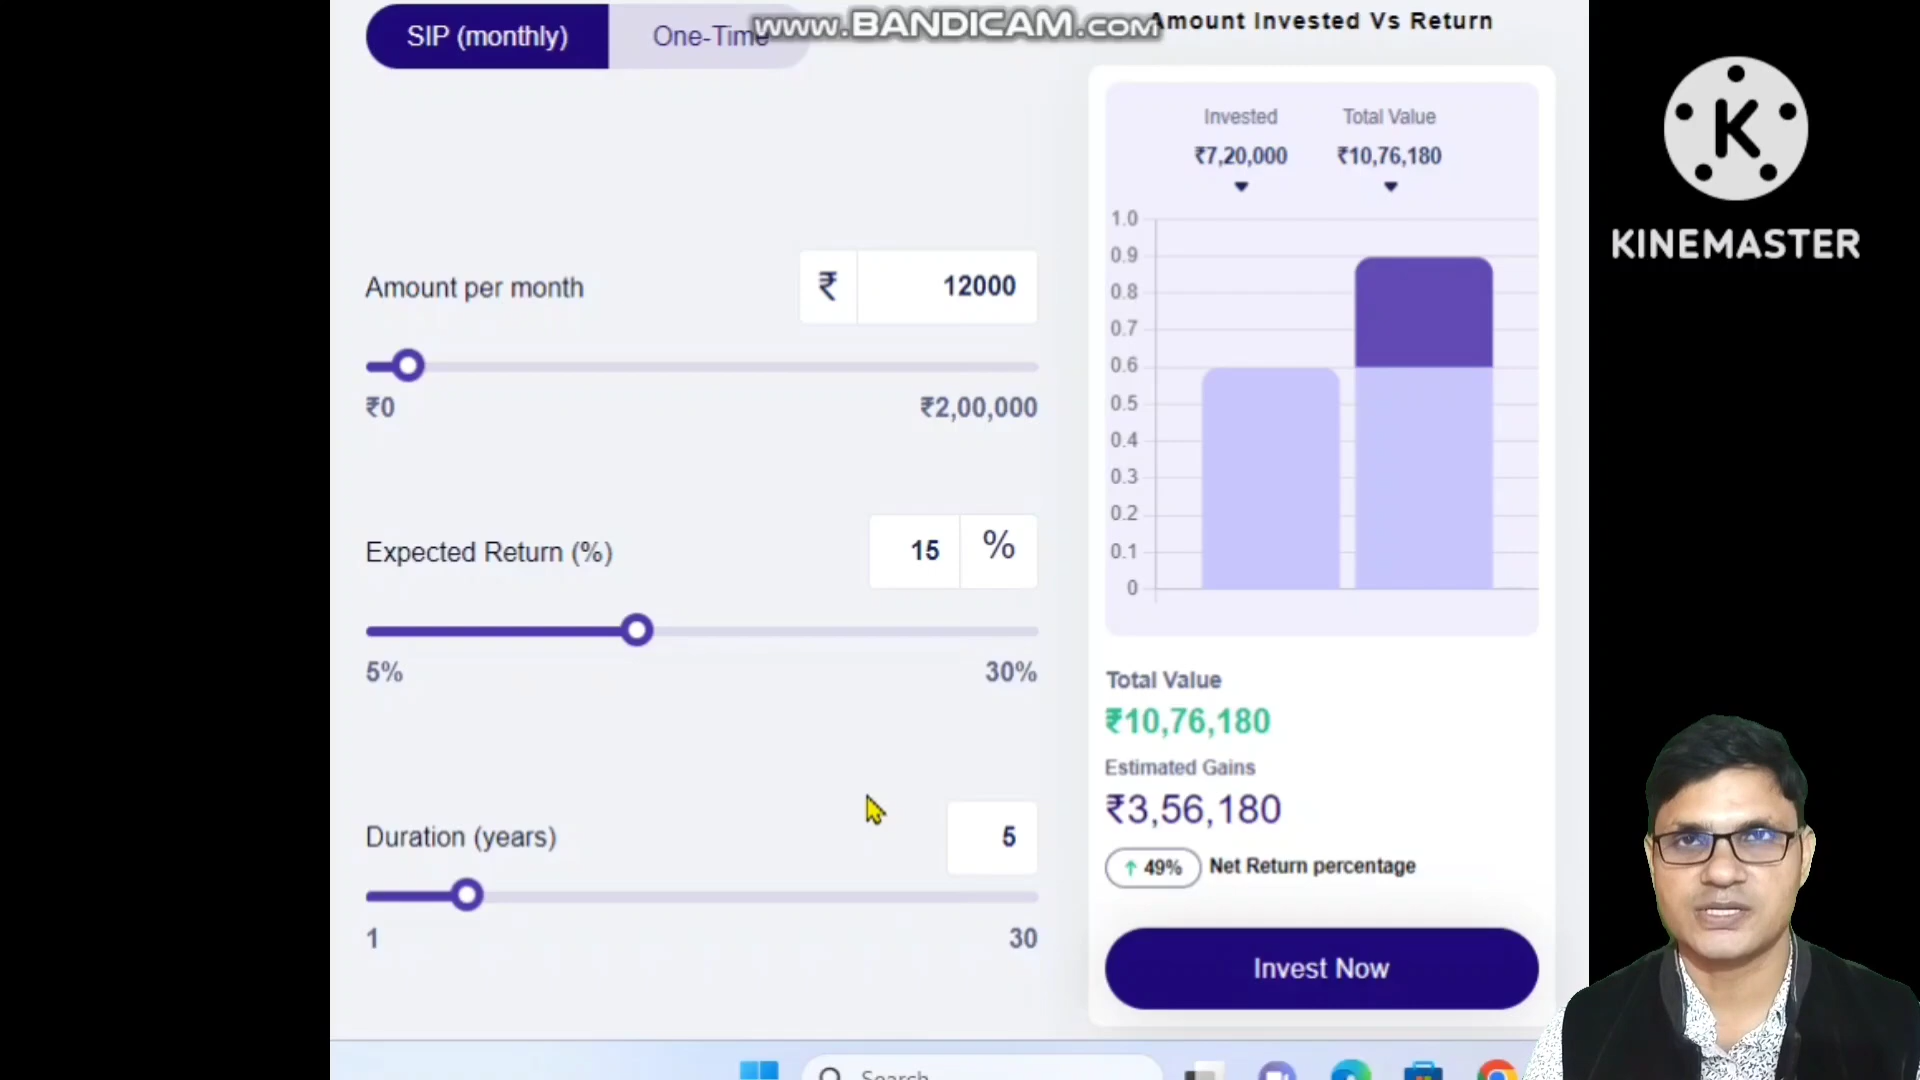 SIP (monthly)
One-Time
www.BANDICAM.com
Amount Invested Vs Return
Invested
Total Value
₹7,20,000
₹10,76,180
1.0
0.9
0.8
0.7
0.6
0.5
0.4
0.3
0.2
0.1
0
Amount per month
₹ 12000
₹0
₹2,00,000
Expected Return (%)
15 %
5%
30%
Duration (years)
5
1
30
Total Value
₹10,76,180
Estimated Gains
₹3,56,180
49% Net Return percentage
Invest Now
Search
K
KINEMASTER